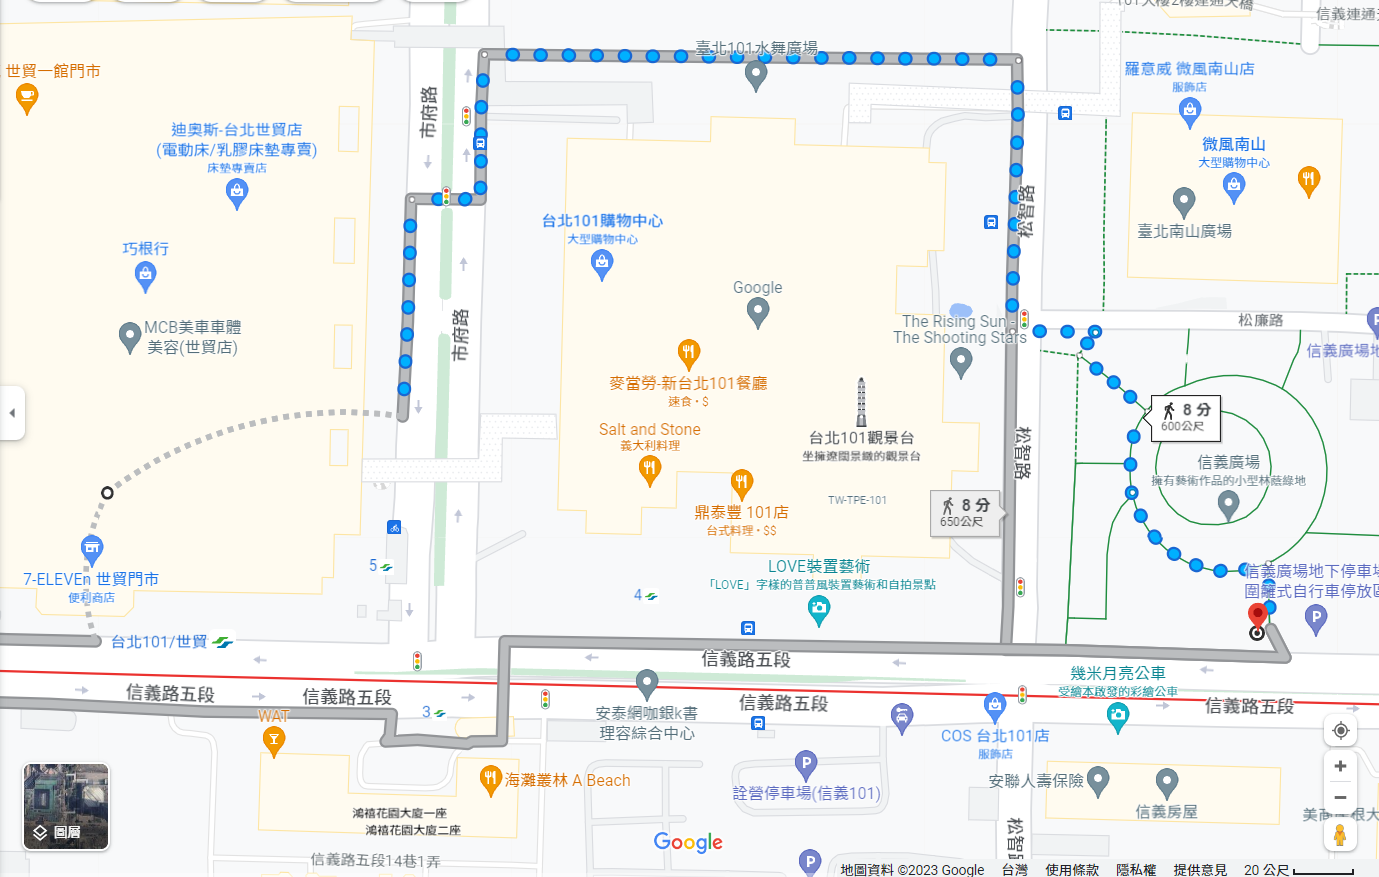 101大樓2樓連通天橋
信義連通天
臺北101水舞廣場
世貿一館門市
羅意威 微風南山店
服飾店
市府路
迪奧斯-台北世貿店
(電動床/乳膠床墊專賣)
床墊專賣店
微風南山
大型購物中心
松智路
台北101購物中心
大型購物中心
臺北南山廣場
巧根行
Google
The Rising Sun -
The Shooting Stars
松廉路
MCB美車車體
美容(世貿店)
市府路
信義廣場地
麥當勞-新台北101餐廳
速食・$
8 分
600公尺
Salt and Stone
義大利料理
台北101觀景台
坐擁遼闊景緻的觀景台
松智路
信義廣場
擁有藝術作品的小型林蔭綠地
TW-TPE-101
8 分
650公尺
鼎泰豐 101店
台式料理・$$
5
LOVE裝置藝術
「LOVE」字樣的普普風裝置藝術和自拍景點
信義廣場地下停車場
圍籬式自行車停放區
7-ELEVEn 世貿門市
便利商店
4
台北101/世貿
信義路五段
幾米月亮公車
受繪本啟發的彩繪公車
信義路五段
信義路五段
信義路五段
信義路五段
3
WAT
安泰網咖銀k書
理容綜合中心
COS 台北101店
服飾店
海灘叢林 A Beach
詮營停車場(信義101)
安聯人壽保險
信義房屋
鴻禧花園大廈一座
鴻禧花園大廈二座
圖層
松智路
信義路五段14巷1弄
Google
地圖資料 ©2023 Google
台灣
使用條款
隱私權
提供意見
20 公尺